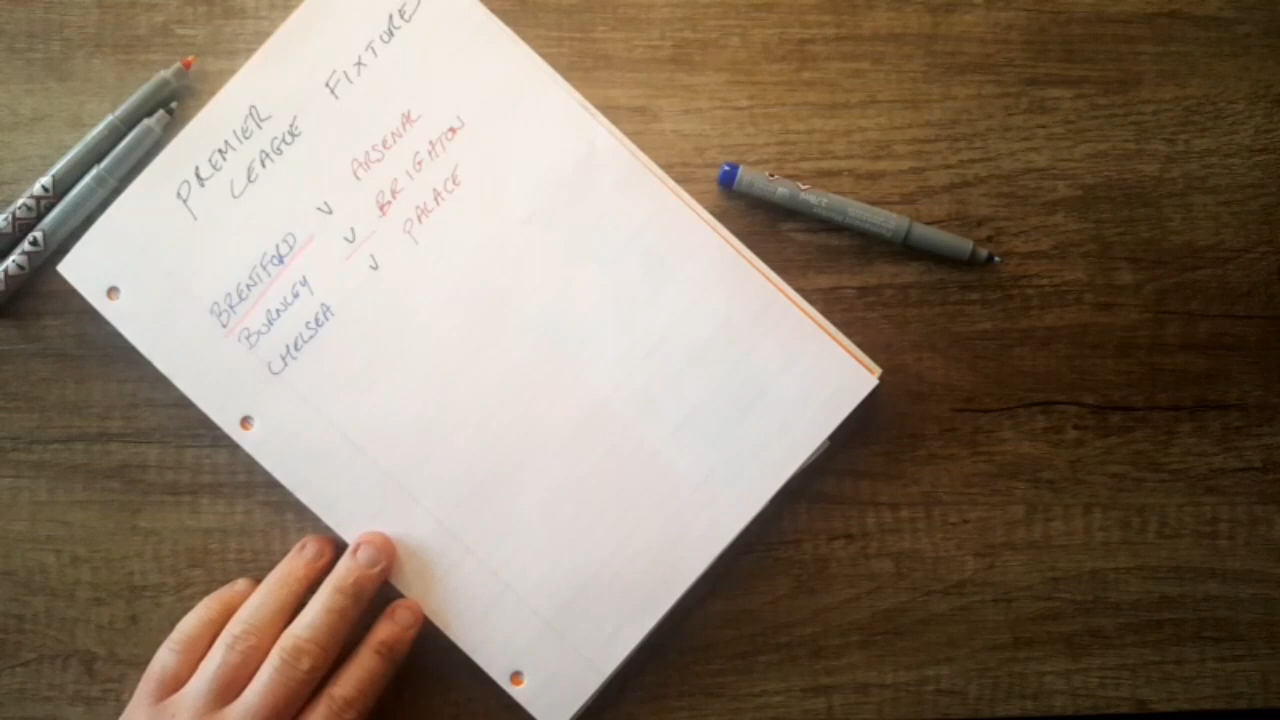 PREMIER
LEAGUE FIXTURES
BRENTFORD V ARSENAL
BURNLEY V BRIGHTON
CHELSEA V PALACE